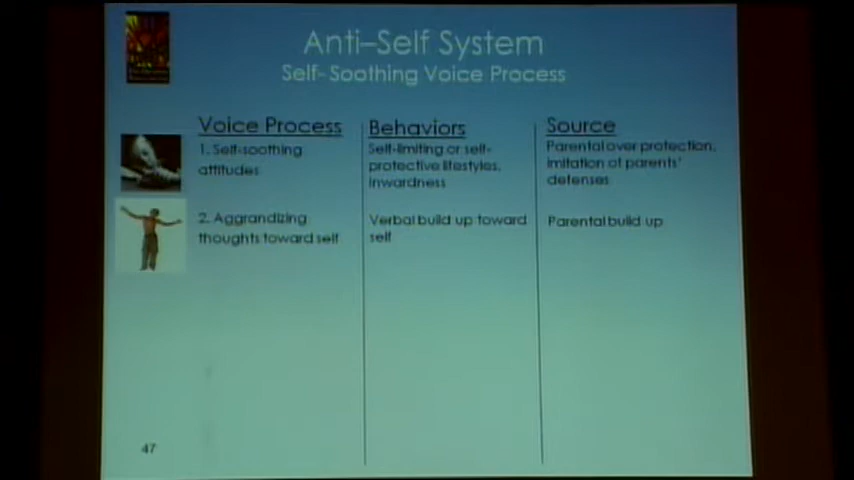 Anti–Self System
Self- Soothing Voice Process
Voice Process
1. Self-soothing
attitudes
2. Aggrandizing
thoughts toward self
Behaviors
Self-limiting or self-
protective lifestyles,
Inwardness
Verbal build up toward
self
Source
Parental over protection,
imitation of parents'
defenses
Parental build up
47